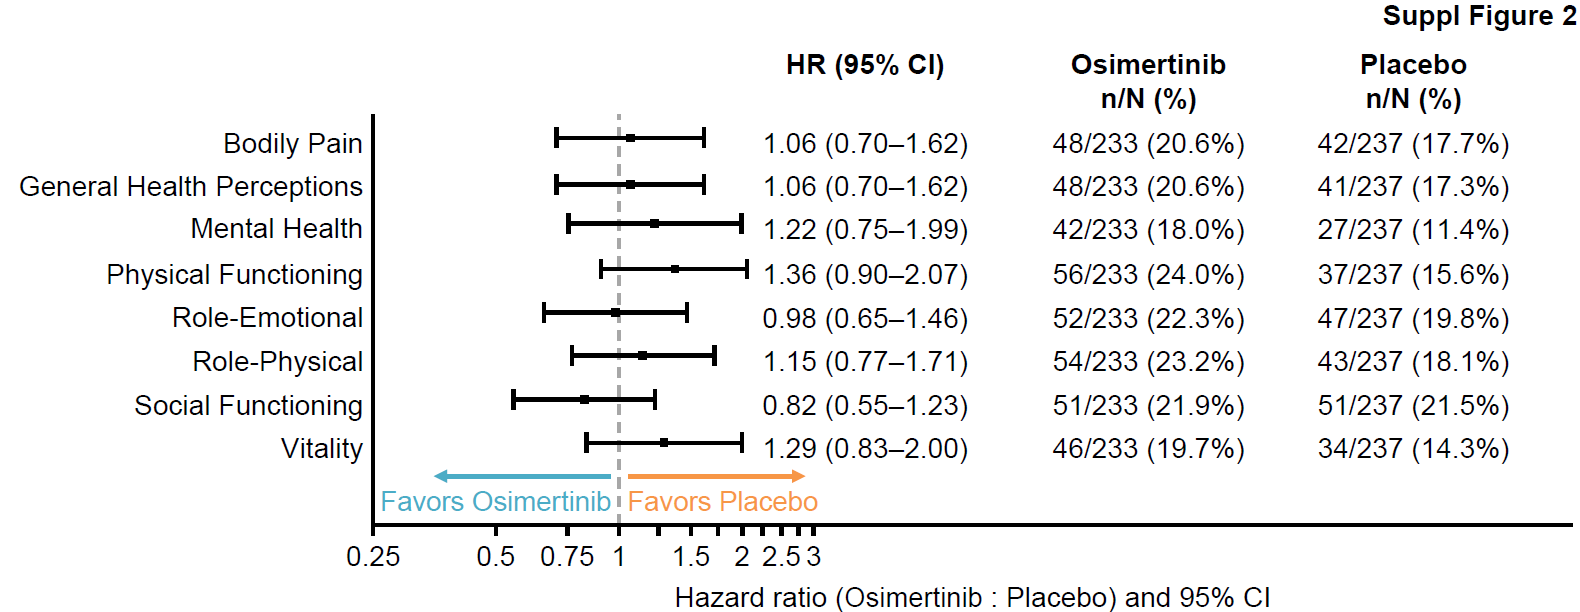 Suppl Figure 2
HR (95% CI) Osimertinib Placebo
n/N (%) n/N (%)
Bodily Pain 1.06 (0.70–1.62) 48/233 (20.6%) 42/237 (17.7%)
General Health Perceptions 1.06 (0.70–1.62) 48/233 (20.6%) 41/237 (17.3%)
Mental Health 1.22 (0.75–1.99) 42/233 (18.0%) 27/237 (11.4%)
Physical Functioning 1.36 (0.90–2.07) 56/233 (24.0%) 37/237 (15.6%)
Role-Emotional 0.98 (0.65–1.46) 52/233 (22.3%) 47/237 (19.8%)
Role-Physical 1.15 (0.77–1.71) 54/233 (23.2%) 43/237 (18.1%)
Social Functioning 0.82 (0.55–1.23) 51/233 (21.9%) 51/237 (21.5%)
Vitality 1.29 (0.83–2.00) 46/233 (19.7%) 34/237 (14.3%)
Favors Osimertinib Favors Placebo
0.25 0.5 0.75 1 1.5 2 2.5 3
Hazard ratio (Osimertinib : Placebo) and 95% CI